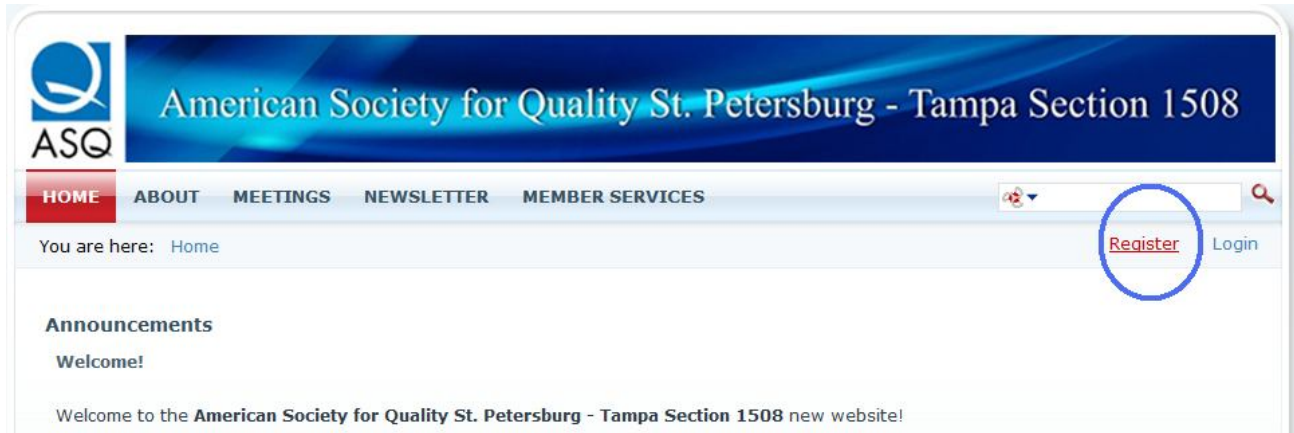 ASQ
American Society for Quality St. Petersburg - Tampa Section 1508
HOME ABOUT MEETINGS NEWSLETTER MEMBER SERVICES
You are here: Home Register Login
Announcements
Welcome!
Welcome to the American Society for Quality St. Petersburg - Tampa Section 1508 new website!